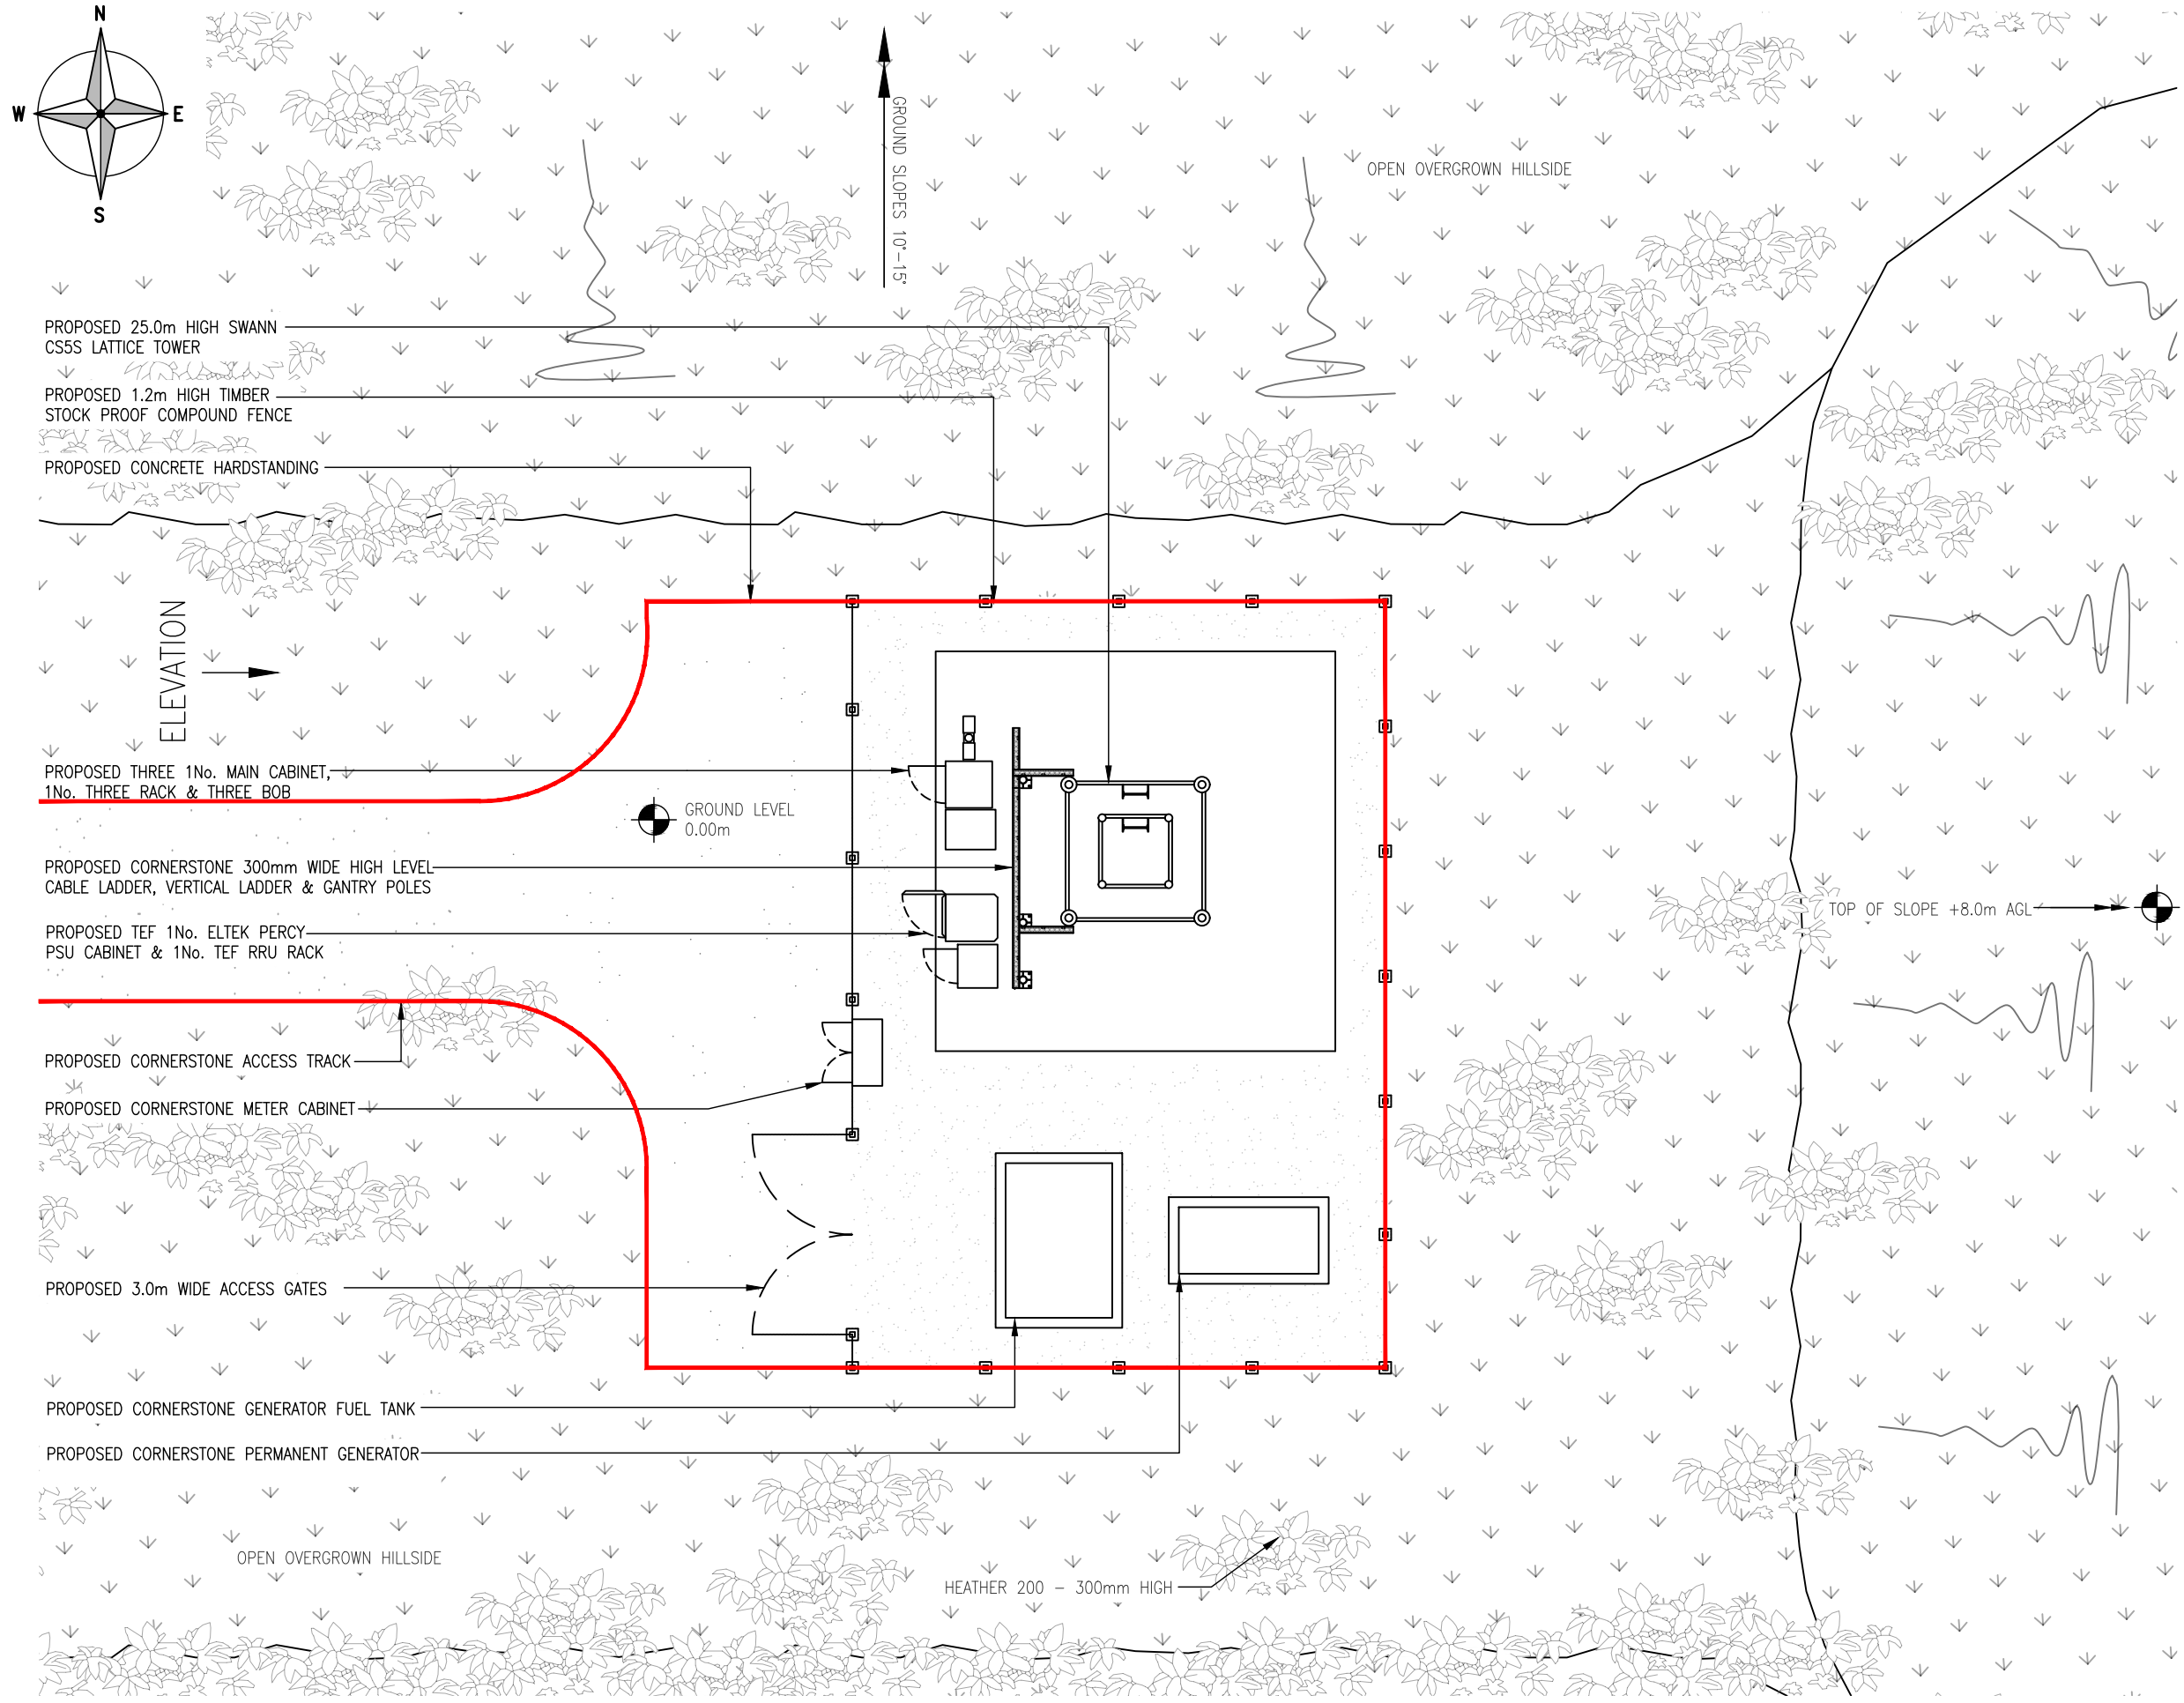 N
W
E
S
GROUND SLOPES 10°-15°
OPEN OVERGROWN HILLSIDE
PROPOSED 25.0m HIGH SWANN
CS5S LATTICE TOWER
PROPOSED 1.2m HIGH TIMBER
STOCK PROOF COMPOUND FENCE
PROPOSED CONCRETE HARDSTANDING
ELEVATION
PROPOSED THREE 1No. MAIN CABINET,
1No. THREE RACK & THREE BOB
GROUND LEVEL
0.00m
PROPOSED CORNERSTONE 300mm WIDE HIGH LEVEL
CABLE LADDER, VERTICAL LADDER & GANTRY POLES
TOP OF SLOPE +8.0m AGL
PROPOSED TEF 1No. ELTEK PERCY
PSU CABINET & 1No. TEF RRU RACK
PROPOSED CORNERSTONE ACCESS TRACK
PROPOSED CORNERSTONE METER CABINET
PROPOSED 3.0m WIDE ACCESS GATES
PROPOSED CORNERSTONE GENERATOR FUEL TANK
PROPOSED CORNERSTONE PERMANENT GENERATOR
OPEN OVERGROWN HILLSIDE
HEATHER 200 - 300mm HIGH